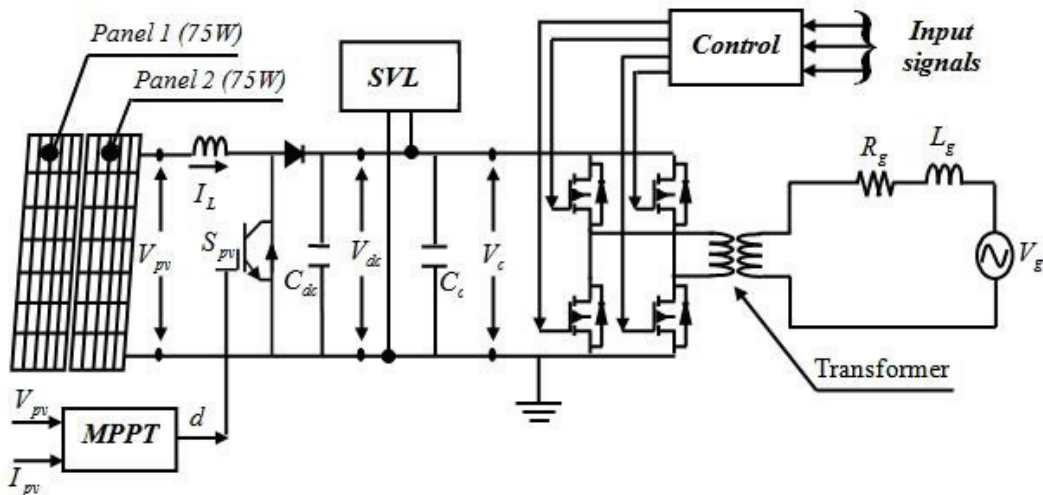 Panel 1 (75W)
Panel 2 (75W)
SVL
Control
Input
signals
I_L
S_pv
V_pv
C_dc
V_dc
C_c
V_c
R_g
L_g
V_g
Transformer
V_pv
I_pv
MPPT
d